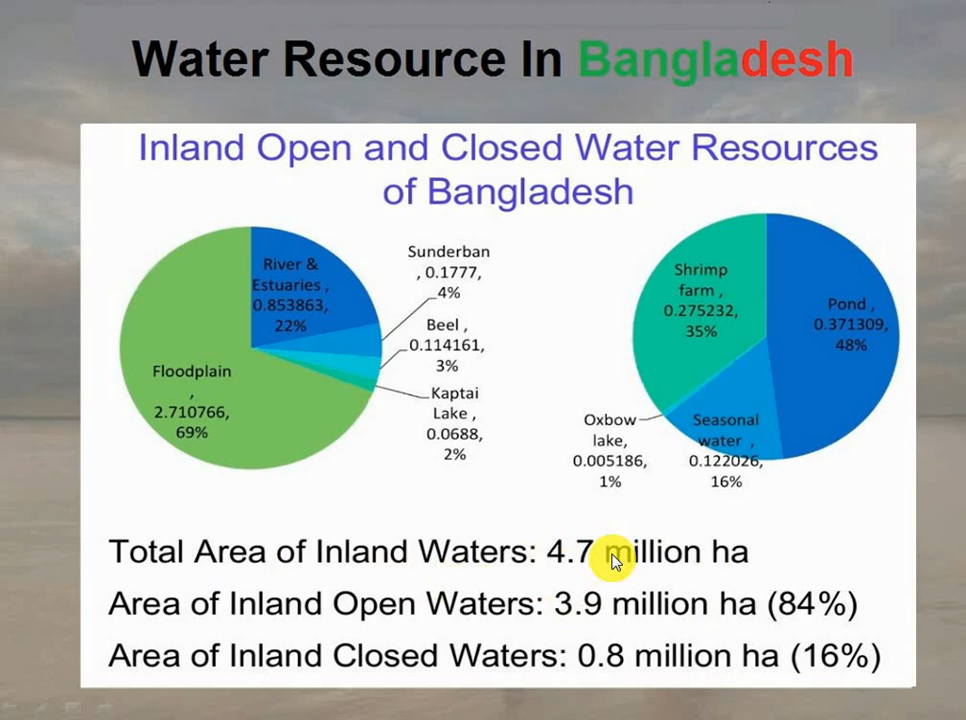 Water Resource In Bangladesh
Inland Open and Closed Water Resources
of Bangladesh
River &
Estuaries ,
0.853863,
22%
Sunderban
, 0.1777,
4%
Beel ,
0.114161,
3%
Kaptai
Lake ,
0.0688,
2%
Floodplain
,
2.710766,
69%
Shrimp
farm ,
0.275232,
35%
Pond ,
0.371309,
48%
Oxbow
lake,
0.005186,
1%
Seasonal
water ,
0.122026,
16%
Total Area of Inland Waters: 4.7 million ha
Area of Inland Open Waters: 3.9 million ha (84%)
Area of Inland Closed Waters: 0.8 million ha (16%)